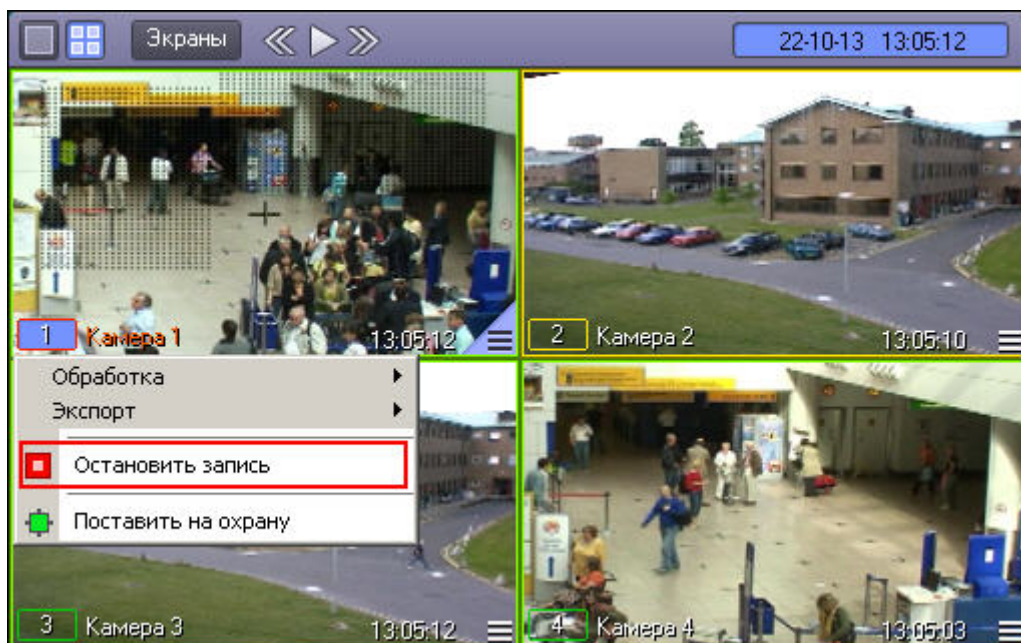 Экраны
22-10-13 13:05:12
1 Камера 1 13:05:12
2 Камера 2 13:05:10
Обработка
Экспорт
Остановить запись
Поставить на охрану
3 Камера 3 13:05:12
4 Камера 4 13:05:03